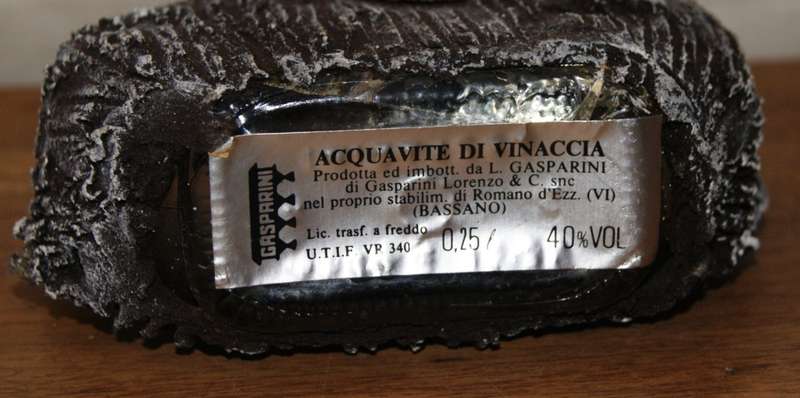 GASPARINI
ACQUAVITE DI VINACCIA
Prodotta ed imbott. da L. GASPARINI
di Gasparini Lorenzo & C. snc
nel proprio stabilim. di Romano d'Ezz. (VI)
(BASSANO)
Lic. trasf. a freddo
U.T.I.F. VR 340
0,25 l
40%VOL